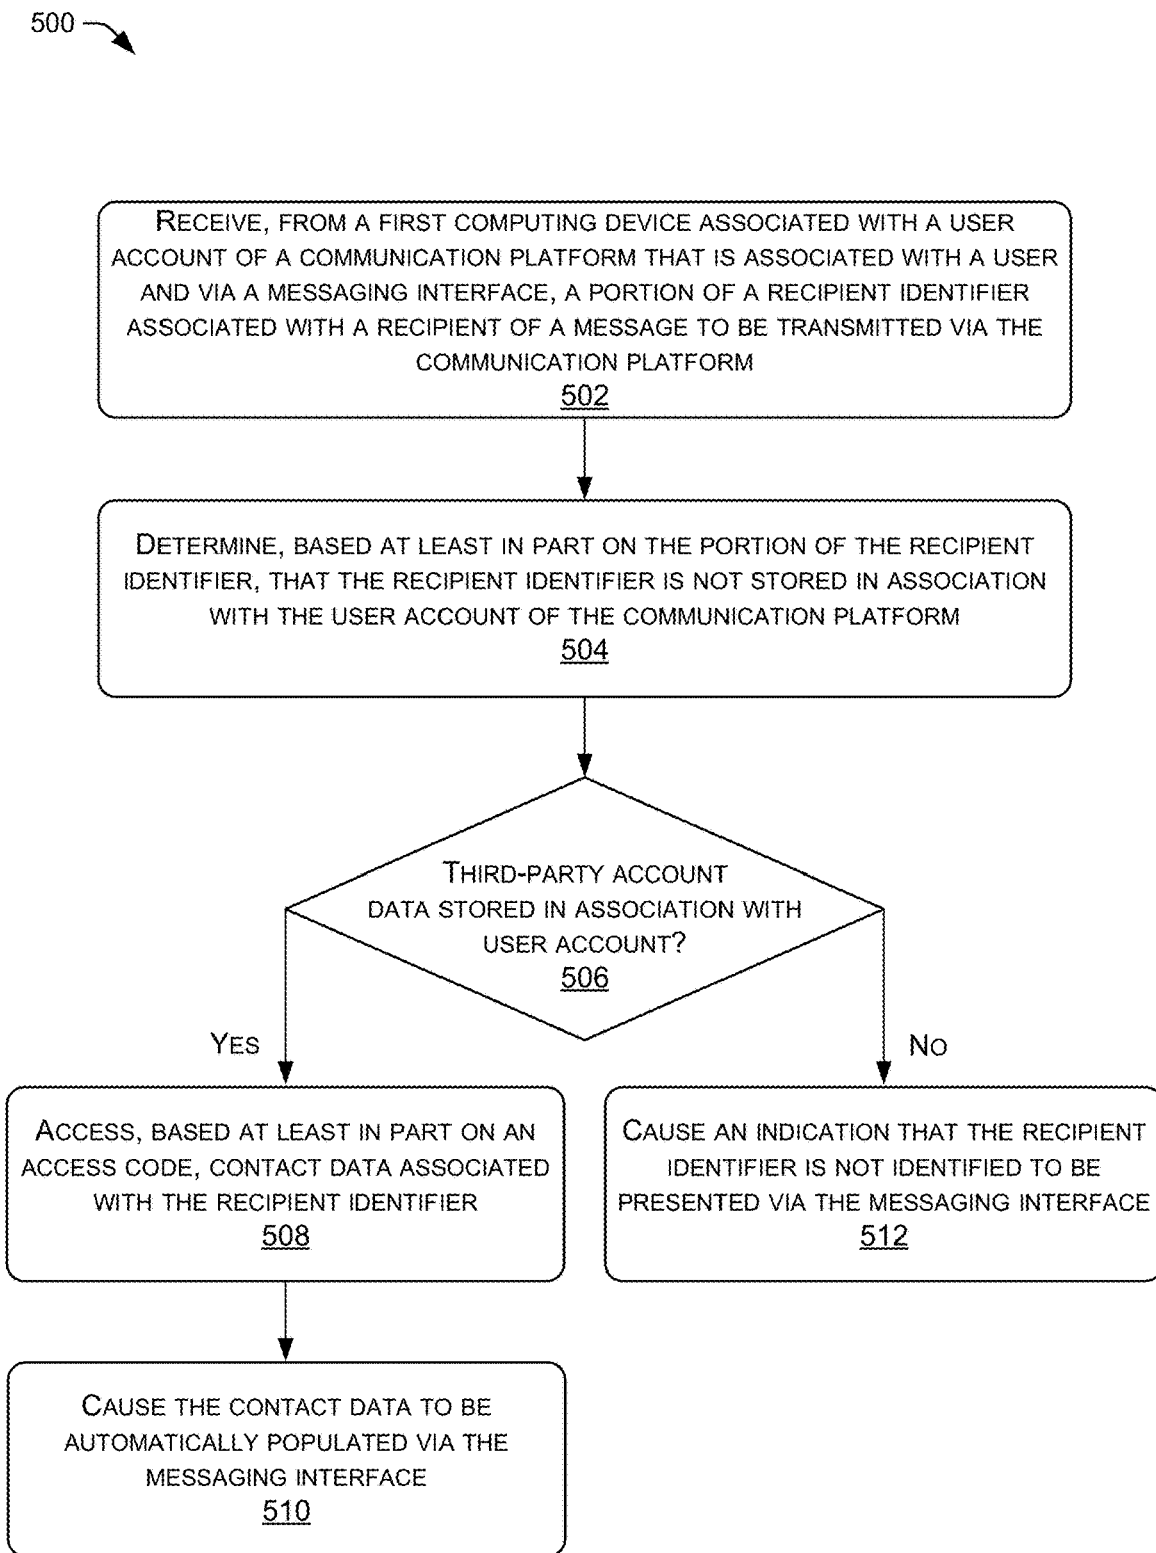 500
RECEIVE, FROM A FIRST COMPUTING DEVICE ASSOCIATED WITH A USER
ACCOUNT OF A COMMUNICATION PLATFORM THAT IS ASSOCIATED WITH A USER
AND VIA A MESSAGING INTERFACE, A PORTION OF A RECIPIENT IDENTIFIER
ASSOCIATED WITH A RECIPIENT OF A MESSAGE TO BE TRANSMITTED VIA THE
COMMUNICATION PLATFORM
502
DETERMINE, BASED AT LEAST IN PART ON THE PORTION OF THE RECIPIENT
IDENTIFIER, THAT THE RECIPIENT IDENTIFIER IS NOT STORED IN ASSOCIATION
WITH THE USER ACCOUNT OF THE COMMUNICATION PLATFORM
504
THIRD-PARTY ACCOUNT
DATA STORED IN ASSOCIATION WITH
USER ACCOUNT?
506
YES
NO
ACCESS, BASED AT LEAST IN PART ON AN
ACCESS CODE, CONTACT DATA ASSOCIATED
WITH THE RECIPIENT IDENTIFIER
508
CAUSE AN INDICATION THAT THE RECIPIENT
IDENTIFIER IS NOT IDENTIFIED TO BE
PRESENTED VIA THE MESSAGING INTERFACE
512
CAUSE THE CONTACT DATA TO BE
AUTOMATICALLY POPULATED VIA THE
MESSAGING INTERFACE
510